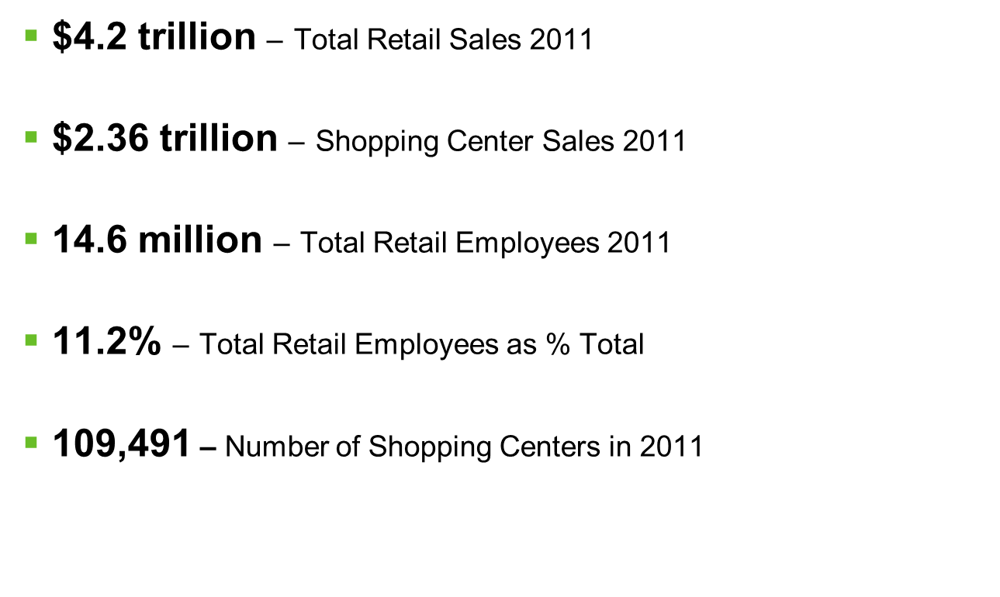 ▪ $4.2 trillion – Total Retail Sales 2011
▪ $2.36 trillion – Shopping Center Sales 2011
▪ 14.6 million – Total Retail Employees 2011
▪ 11.2% – Total Retail Employees as % Total
▪ 109,491 – Number of Shopping Centers in 2011